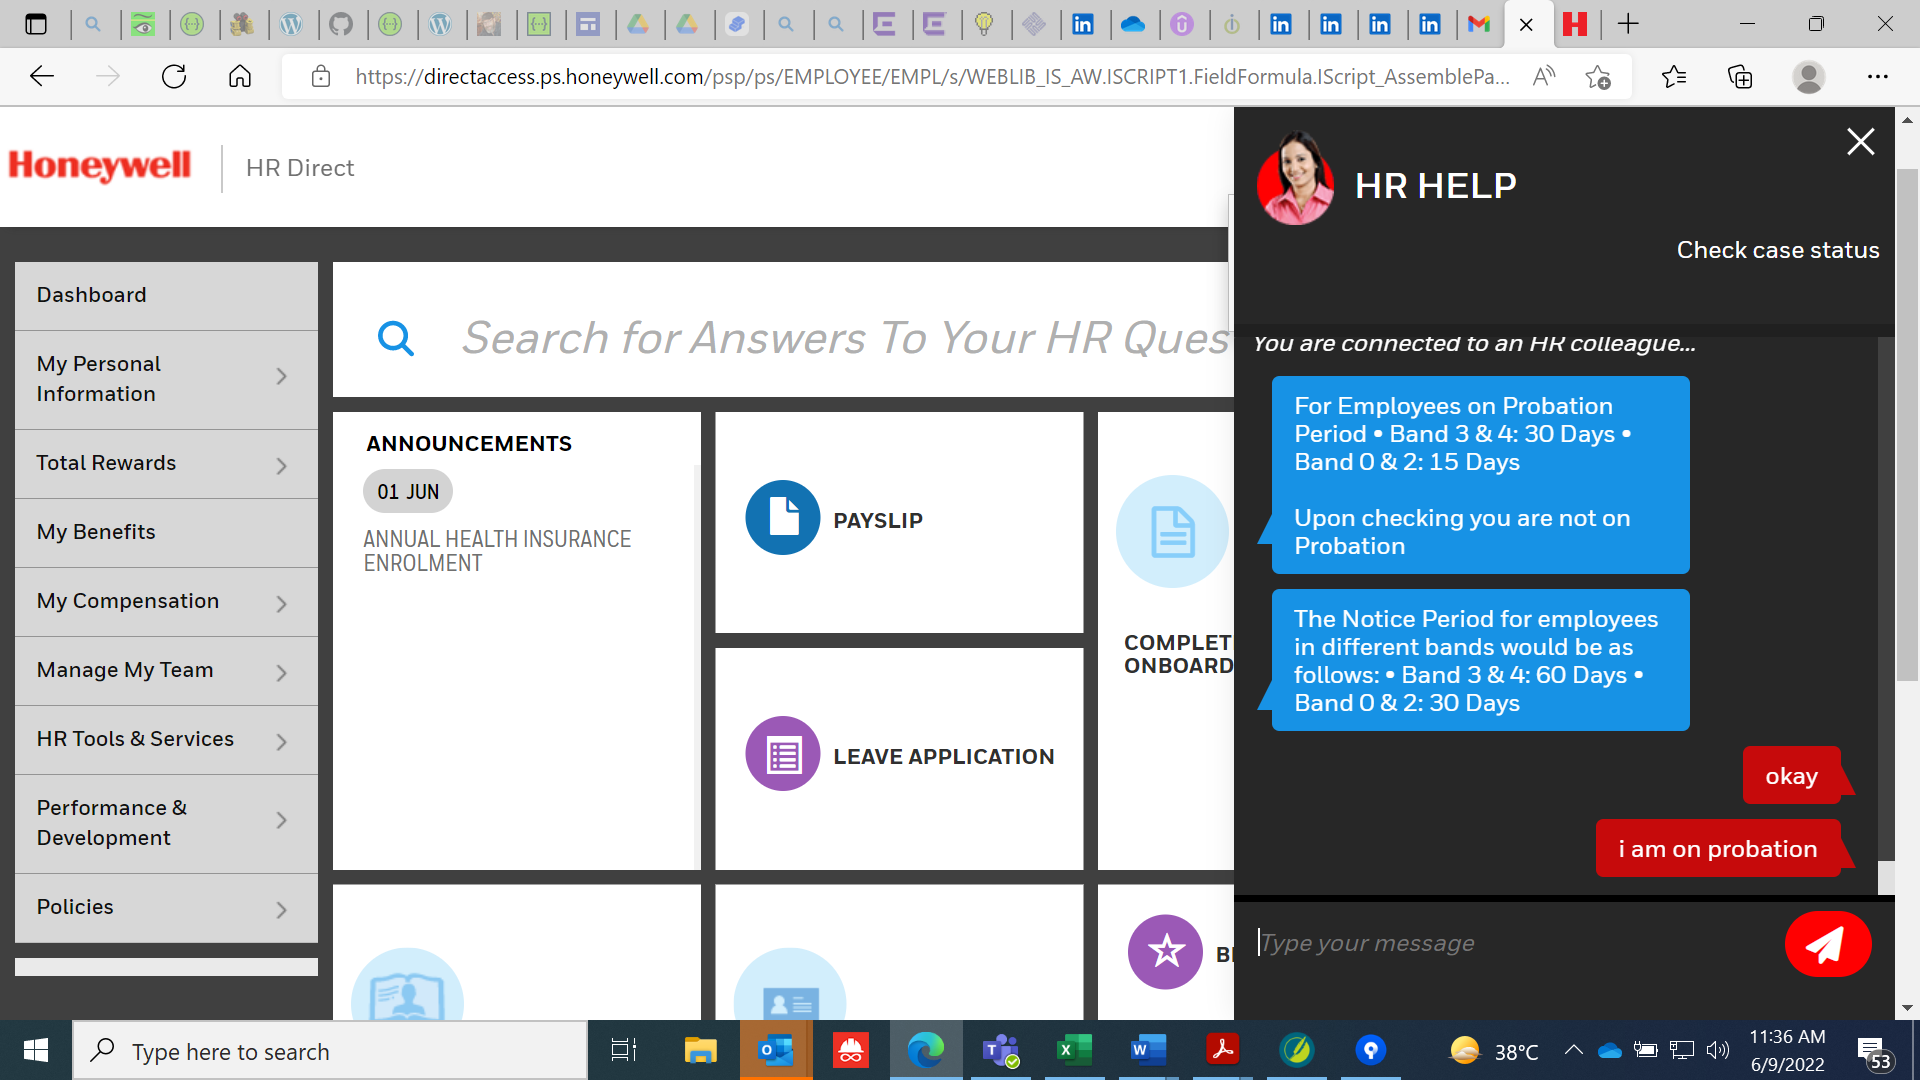 https://directaccess.ps.honeywell.com/psp/ps/EMPLOYEE/EMPL/s/WEBLIB_IS_AW.ISCRIPT1.FieldFormula.IScript_AssemblePa...
Honeywell
HR Direct
Dashboard
My Personal
Information
Total Rewards
My Benefits
My Compensation
Manage My Team
HR Tools & Services
Performance &
Development
Policies
Search for Answers To Your HR Ques
ANNOUNCEMENTS
01 JUN
ANNUAL HEALTH INSURANCE
ENROLMENT
PAYSLIP
LEAVE APPLICATION
COMPLET
ONBOARD
HR HELP
Check case status
You are connected to an HR colleague...
For Employees on Probation
Period • Band 3 & 4: 30 Days •
Band 0 & 2: 15 Days
Upon checking you are not on
Probation
The Notice Period for employees
in different bands would be as
follows: • Band 3 & 4: 60 Days •
Band 0 & 2: 30 Days
okay
i am on probation
Type your message
Type here to search
38°C
11:36 AM
6/9/2022
53